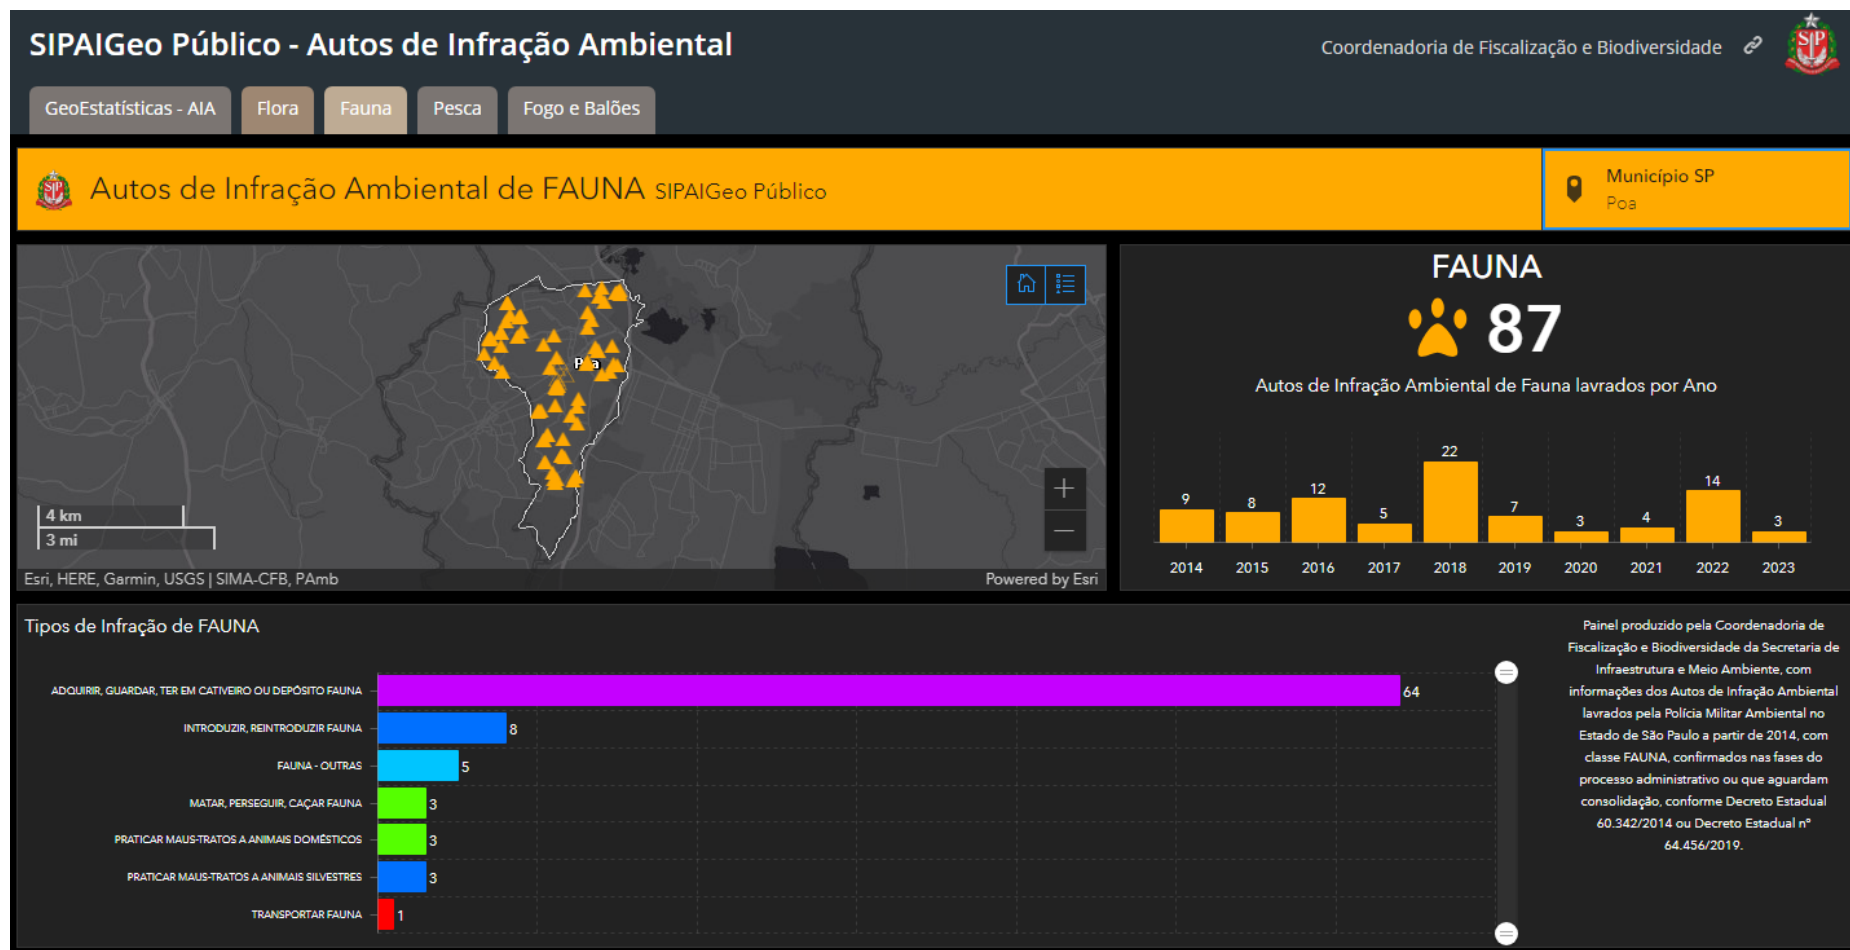 SIPAIGeo Público - Autos de Infração Ambiental
Coordenadoria de Fiscalização e Biodiversidade
GeoEstatísticas - AIA
Flora
Fauna
Pesca
Fogo e Balões
Autos de Infração Ambiental de FAUNA SIPAIGeo Público
Município SP
Poa
4 km
3 mi
Esri, HERE, Garmin, USGS | SIMA-CFB, PAmb
Powered by Esri
FAUNA
87
Autos de Infração Ambiental de Fauna lavrados por Ano
9 8 12 5 22 7 3 4 14 3
2014 2015 2016 2017 2018 2019 2020 2021 2022 2023
Tipos de Infração de FAUNA
ADQUIRIR, GUARDAR, TER EM CATIVEIRO OU DEPÓSITO FAUNA 64
INTRODUZIR, REINTRODUZIR FAUNA 8
FAUNA - OUTRAS 5
MATAR, PERSEGUIR, CAÇAR FAUNA 3
PRATICAR MAUS-TRATOS A ANIMAIS DOMÉSTICOS 3
PRATICAR MAUS-TRATOS A ANIMAIS SILVESTRES 3
TRANSPORTAR FAUNA 1
Painel produzido pela Coordenadoria de
Fiscalização e Biodiversidade da Secretaria de
Infraestrutura e Meio Ambiente, com
informações dos Autos de Infração Ambiental
lavrados pela Polícia Militar Ambiental no
Estado de São Paulo a partir de 2014, com
classe FAUNA, confirmados nas fases do
processo administrativo ou que aguardam
consolidação, conforme Decreto Estadual
60.342/2014 ou Decreto Estadual nº
64.456/2019.